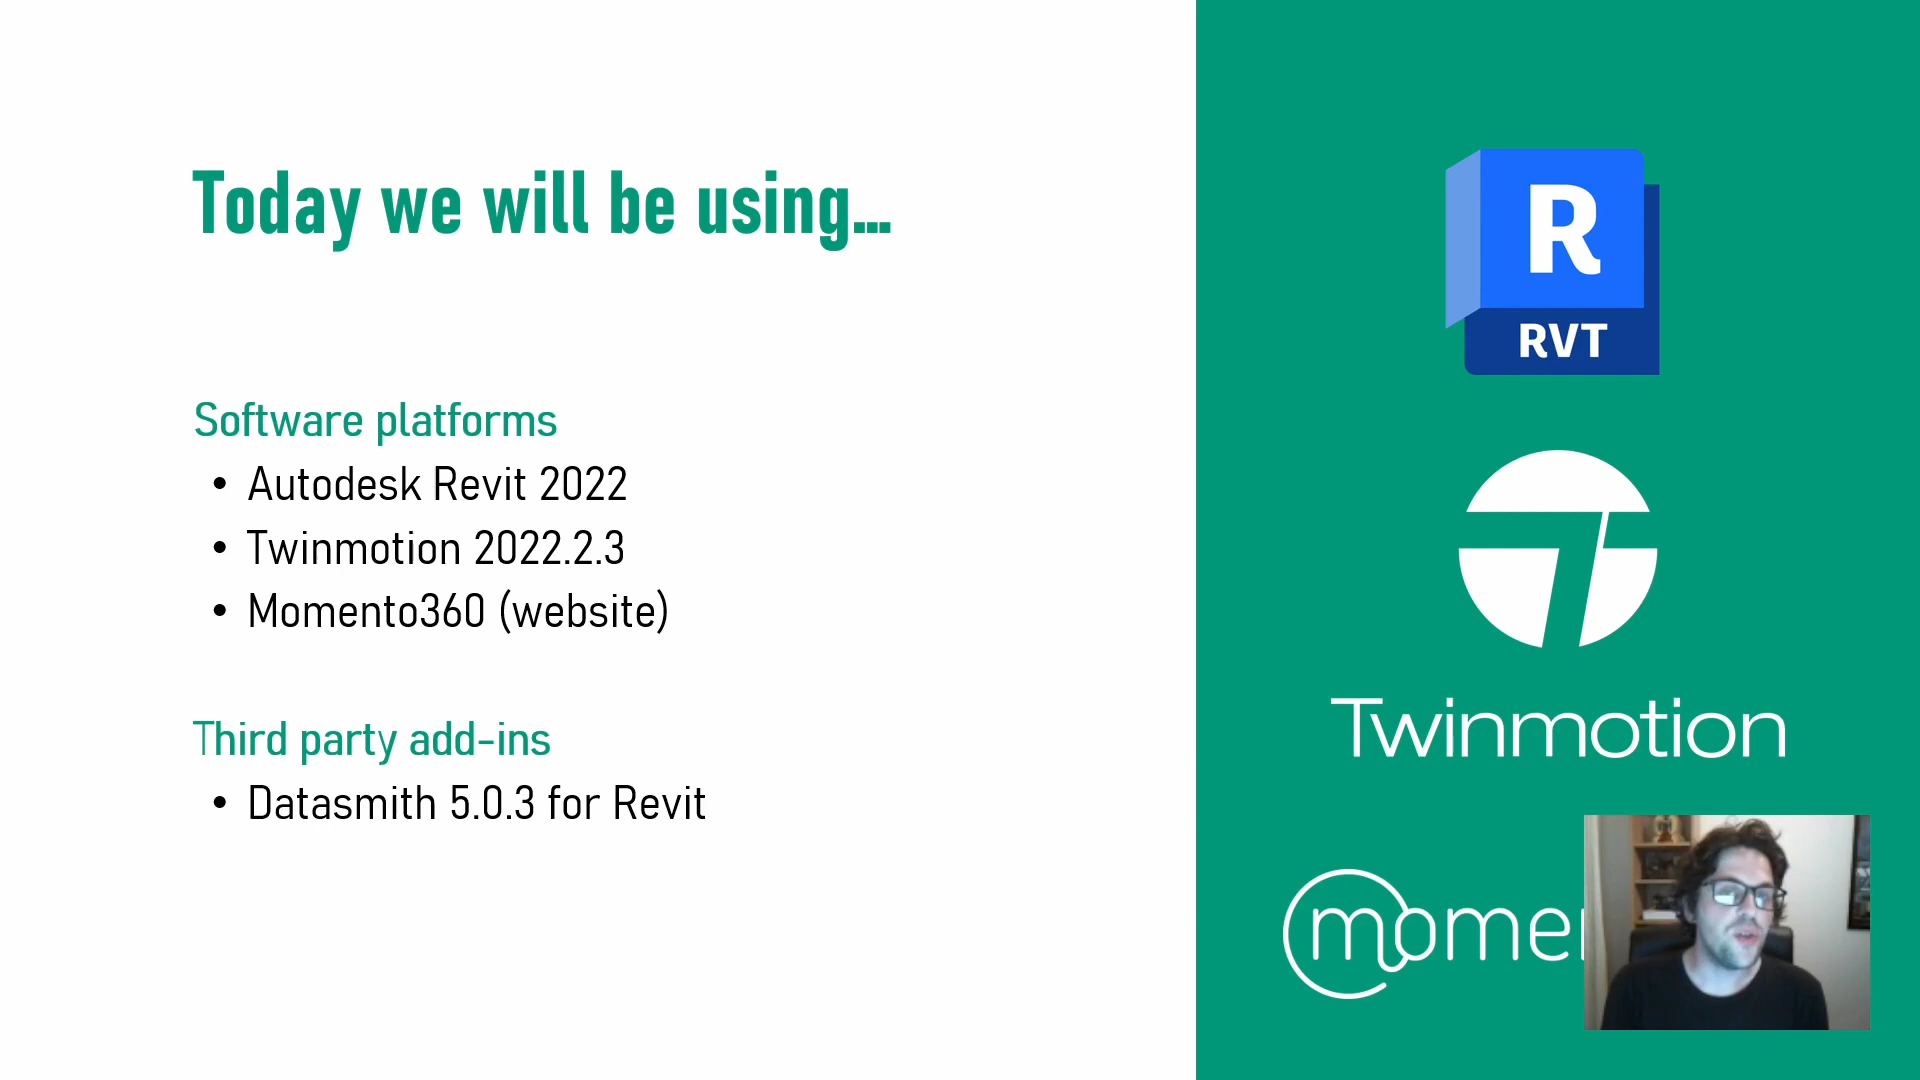 Today we will be using...
Software platforms
• Autodesk Revit 2022
• Twinmotion 2022.2.3
• Momento360 (website)
Third party add-ins
• Datasmith 5.0.3 for Revit
R
RVT
Twinmotion